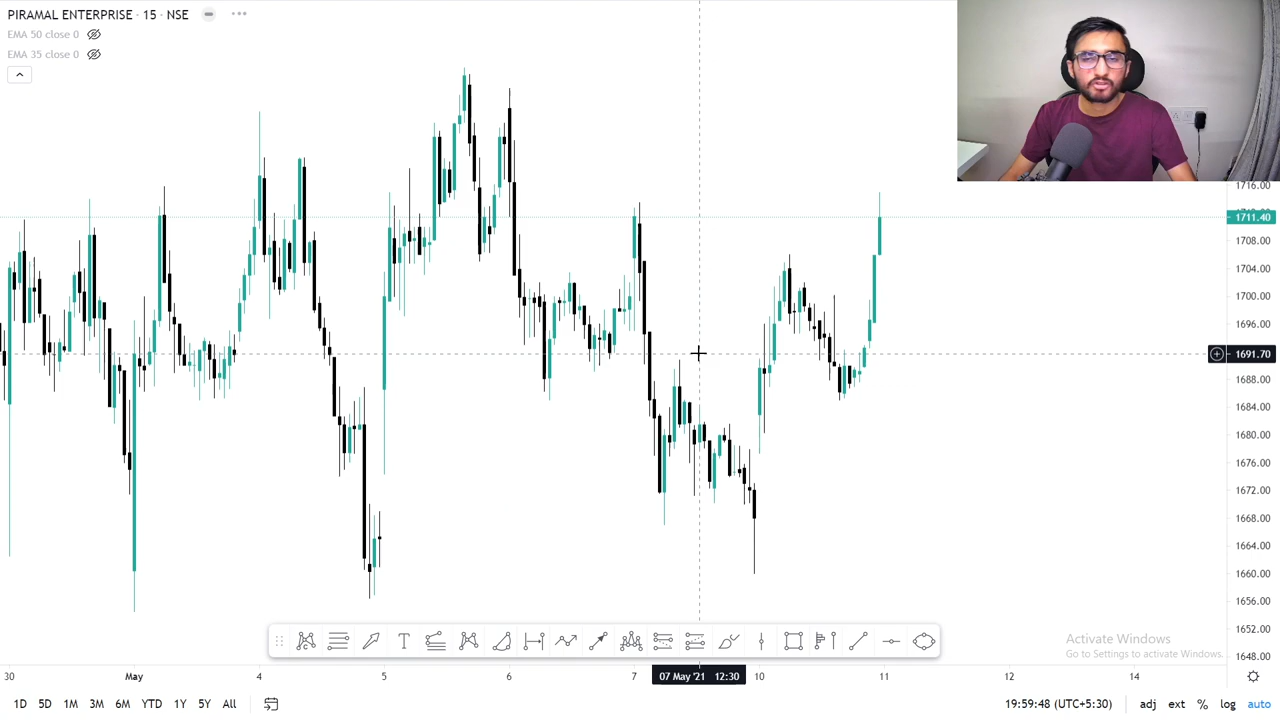 PIRAMAL ENTERPRISE · 15 · NSE
EMA 50 close 0
EMA 35 close 0
1716.00
1711.40
1708.00
1704.00
1700.00
1696.00
1691.70
1688.00
1684.00
1680.00
1676.00
1672.00
1668.00
1664.00
1660.00
1656.00
1652.00
1648.00
T
Activate Windows
Go to Settings to activate Windows.
30 May 4 5 6 7 07 May '21 12:30 10 11 12 14
1D 5D 1M 3M 6M YTD 1Y 5Y All 19:59:48 (UTC+5:30) adj ext % log auto